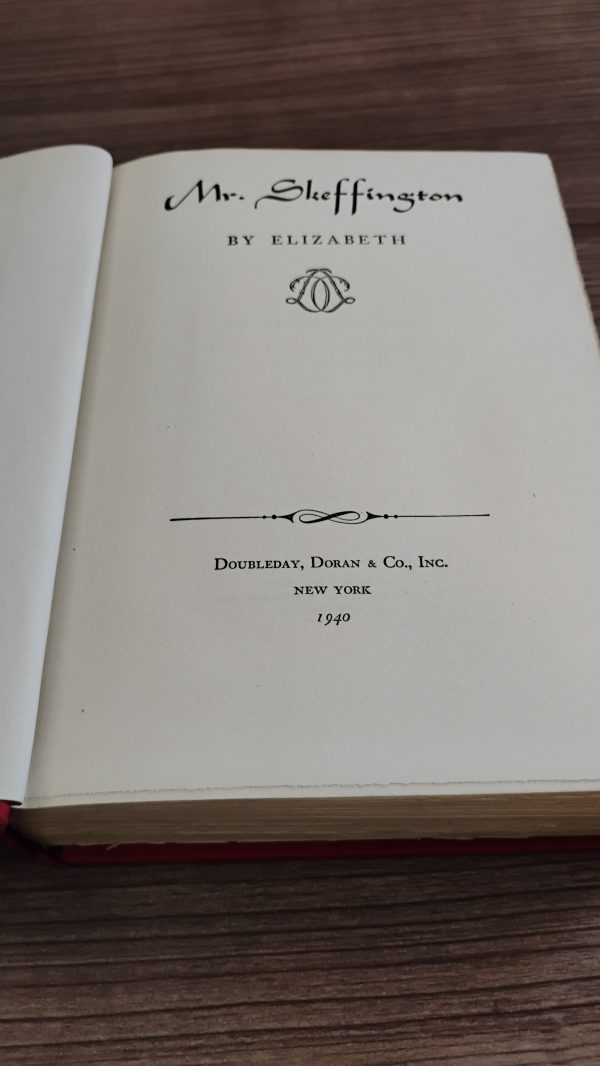 Mr. Skeffington
BY ELIZABETH
DOUBLEDAY, DORAN & CO., INC.
NEW YORK
1940